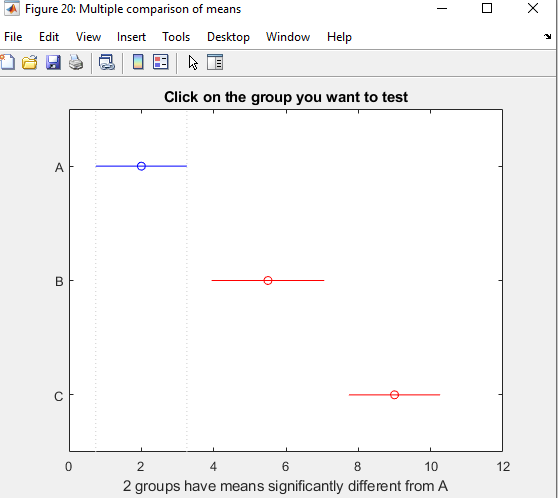 Figure 20: Multiple comparison of means
File Edit View Insert Tools Desktop Window Help
Click on the group you want to test
A
B
C
0 2 4 6 8 10 12
2 groups have means significantly different from A